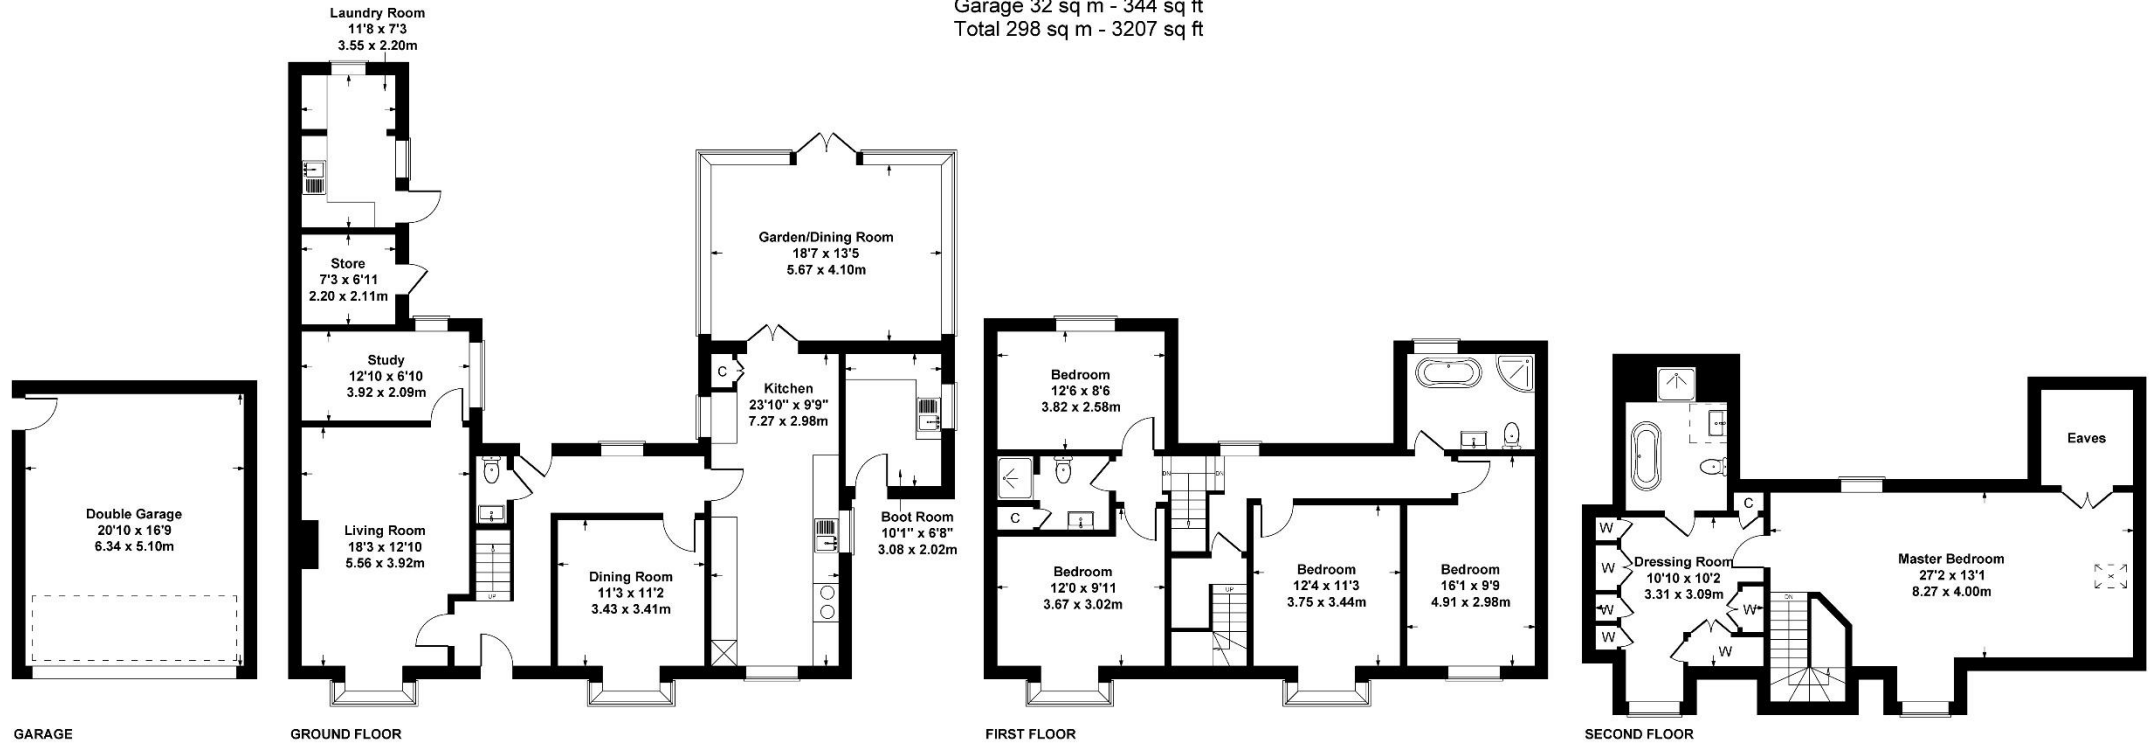 Garage 32 sq m - 344 sq ft
Total 298 sq m - 3207 sq ft
Laundry Room
11'8 x 7'3
3.55 x 2.20m
Store
7'3 x 6'11
2.20 x 2.11m
Study
12'10 x 6'10
3.92 x 2.09m
Living Room
18'3 x 12'10
5.56 x 3.92m
UP
Dining Room
11'3 x 11'2
3.43 x 3.41m
Garden/Dining Room
18'7 x 13'5
5.67 x 4.10m
C
Kitchen
23'10" x 9'9"
7.27 x 2.98m
Boot Room
10'1" x 6'8"
3.08 x 2.02m
Double Garage
20'10 x 16'9
6.34 x 5.10m
GARAGE
GROUND FLOOR
Bedroom
12'6 x 8'6
3.82 x 2.58m
C
DN
DN
Bedroom
12'0 x 9'11
3.67 x 3.02m
UP
Bedroom
12'4 x 11'3
3.75 x 3.44m
Bedroom
16'1 x 9'9
4.91 x 2.98m
FIRST FLOOR
Eaves
C
W
W
W
W
Dressing Room
10'10 x 10'2
3.31 x 3.09m
W
W
DN
Master Bedroom
27'2 x 13'1
8.27 x 4.00m
SECOND FLOOR